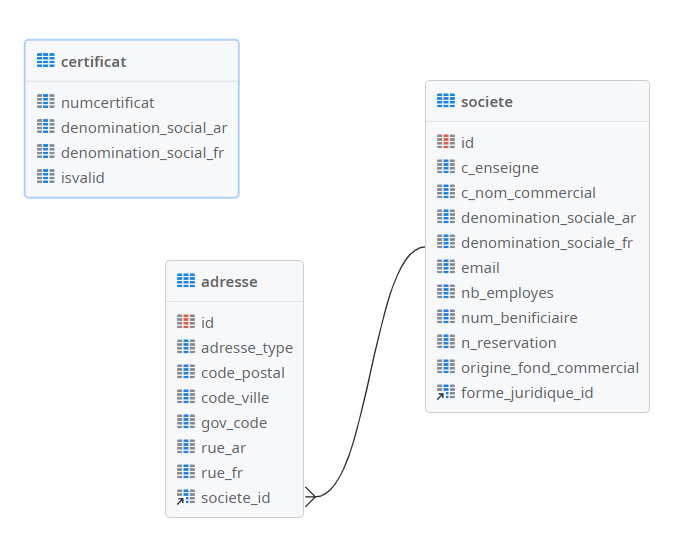 certificat
numcertificat
denomination_social_ar
denomination_social_fr
isvalid
societe
id
c_enseigne
c_nom_commercial
denomination_sociale_ar
denomination_sociale_fr
email
nb_employes
num_benificiaire
n_reservation
origine_fond_commercial
forme_juridique_id
adresse
id
adresse_type
code_postal
code_ville
gov_code
rue_ar
rue_fr
societe_id